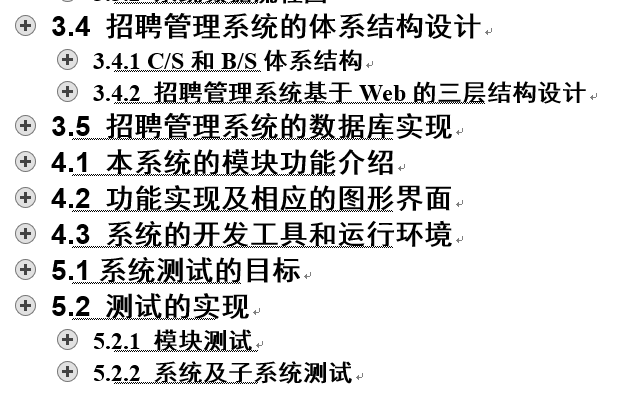 3.4 招聘管理系统的体系结构设计
3.4.1 C/S 和 B/S 体系结构
3.4.2 招聘管理系统基于 Web 的三层结构设计
3.5 招聘管理系统的数据库实现
4.1 本系统的模块功能介绍
4.2 功能实现及相应的图形界面
4.3 系统的开发工具和运行环境
5.1 系统测试的目标
5.2 测试的实现
5.2.1 模块测试
5.2.2 系统及子系统测试